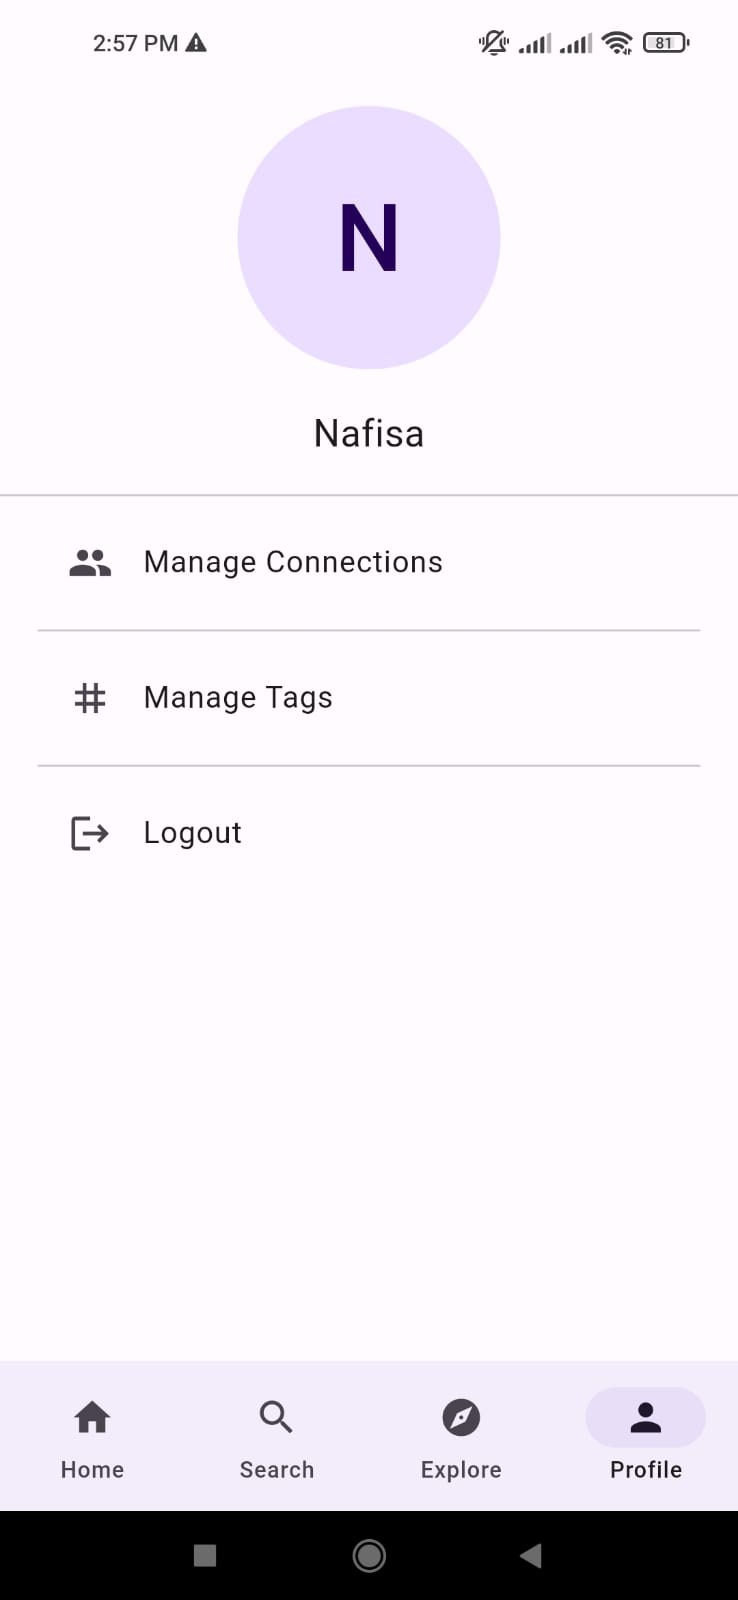 2:57 PM
81
N
Nafisa
Manage Connections
Manage Tags
Logout
Home
Search
Explore
Profile